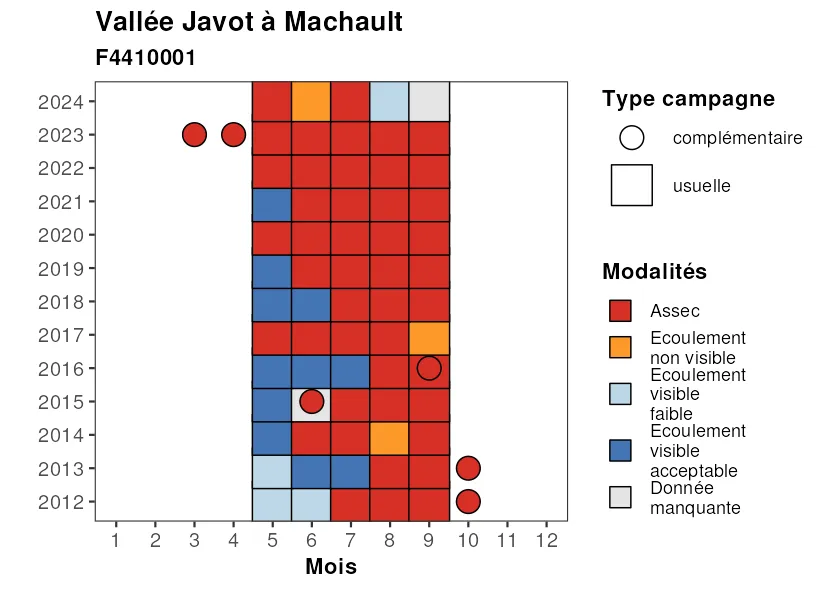 Vallée Javot à Machault
F4410001
2024
2023
2022
2021
2020
2019
2018
2017
2016
2015
2014
2013
2012
1 2 3 4 5 6 7 8 9 10 11 12
Mois
Type campagne
complémentaire
usuelle
Modalités
Assec
Ecoulement
non visible
Ecoulement
visible
faible
Ecoulement
visible
acceptable
Donnée
manquante